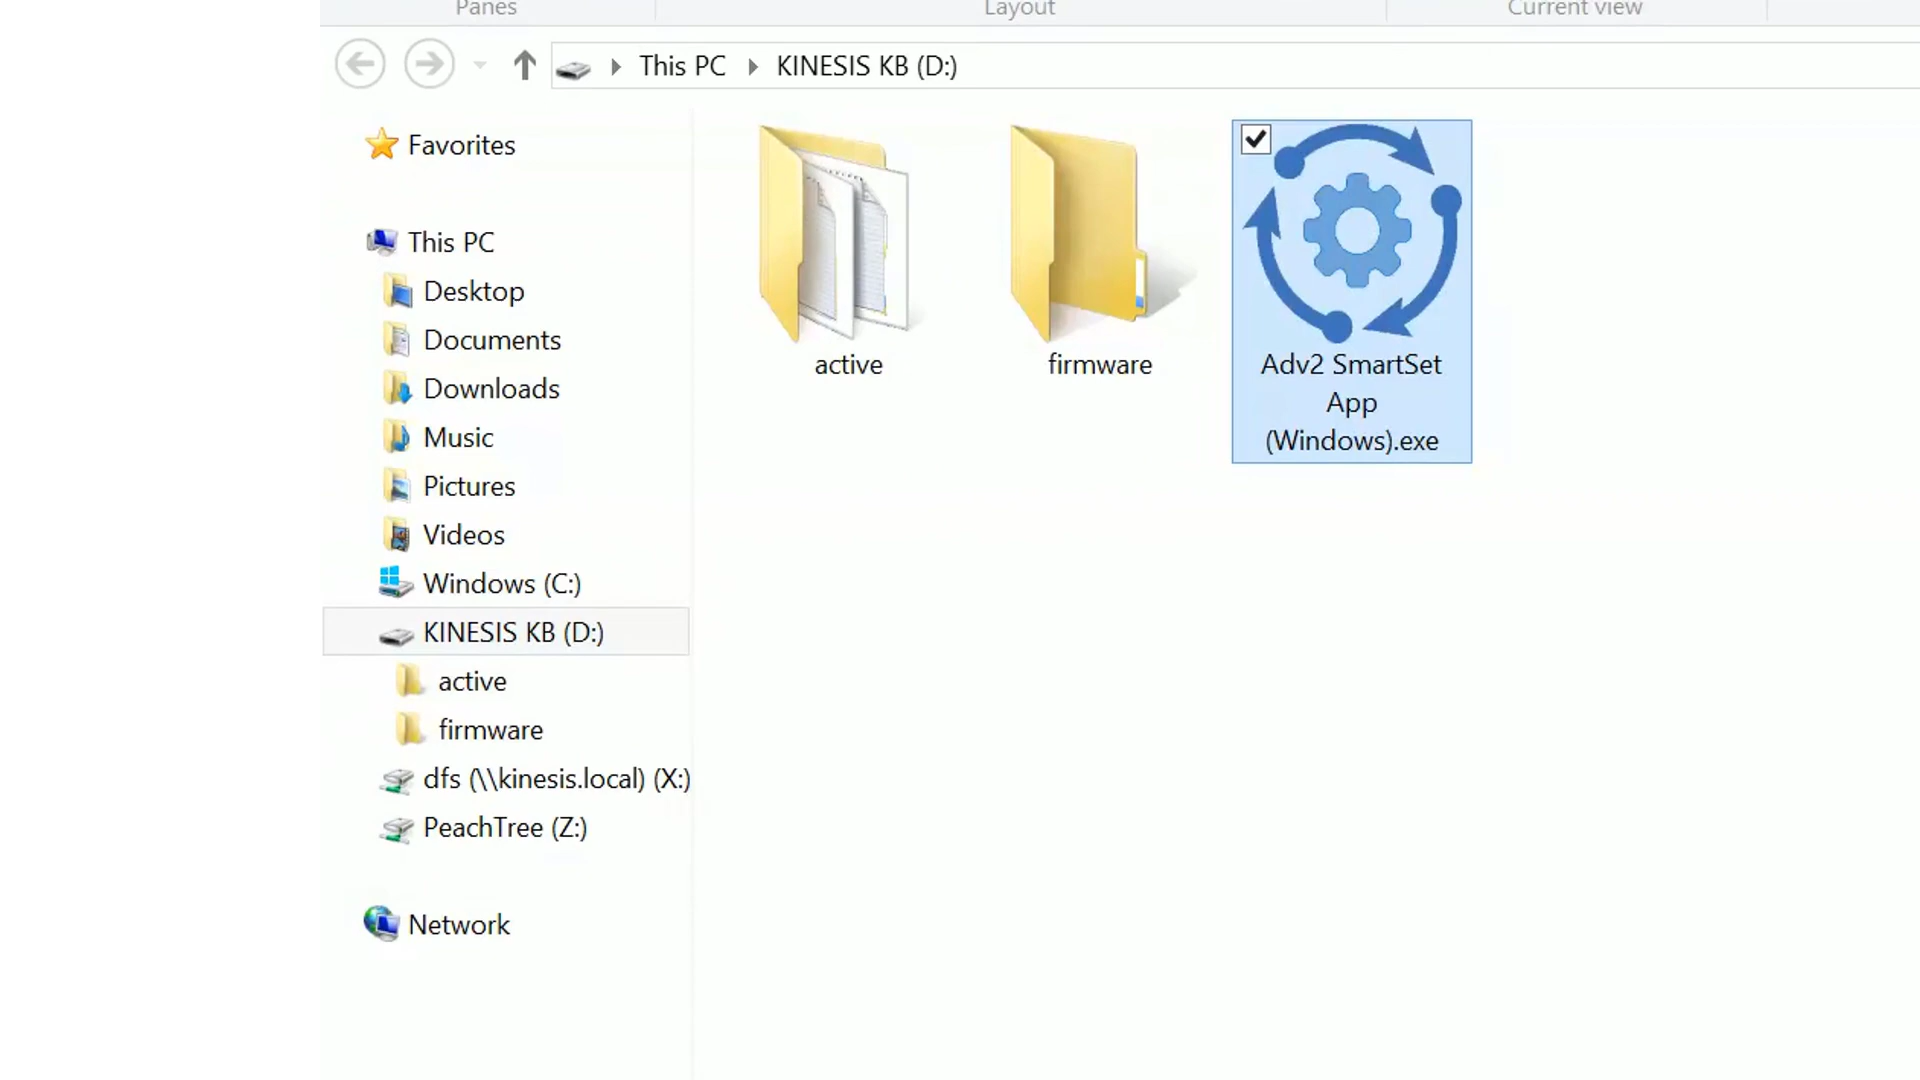 Panes
Layout
Current view
This PC
KINESIS KB (D:)
Favorites
This PC
Desktop
Documents
Downloads
Music
Pictures
Videos
Windows (C:)
KINESIS KB (D:)
active
firmware
dfs (\\kinesis.local) (X:)
PeachTree (Z:)
Network
active
firmware
Adv2 SmartSet
App
(Windows).exe